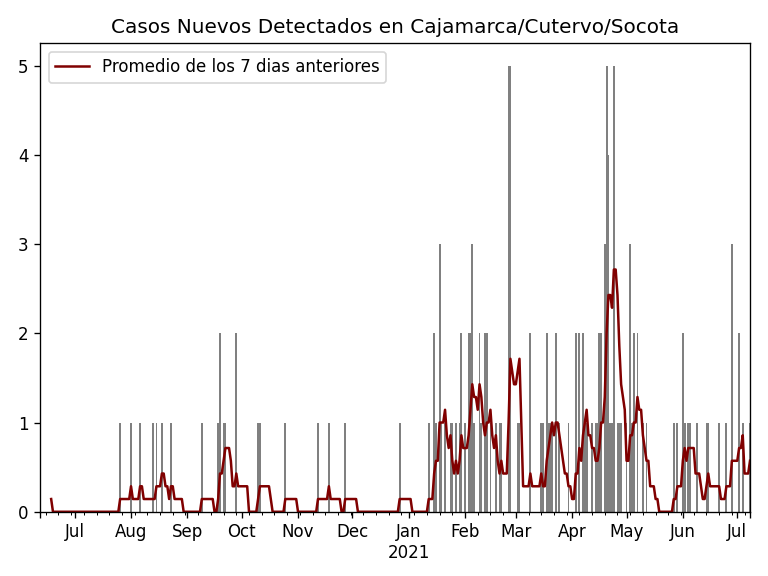 Casos Nuevos Detectados en Cajamarca/Cutervo/Socota
Promedio de los 7 dias anteriores
5
4
3
2
1
0
Jul Aug Sep Oct Nov Dec Jan Feb Mar Apr May Jun Jul
2021